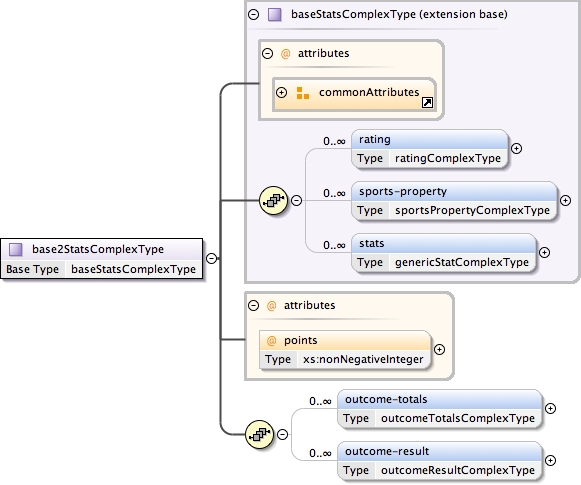 baseStatsComplexType (extension base)
@ attributes
commonAttributes
0..∞
rating
Type ratingComplexType
0..∞
sports-property
Type sportsPropertyComplexType
0..∞
stats
Type genericStatComplexType
base2StatsComplexType
Base Type baseStatsComplexType
@ attributes
@ points
Type xs:nonNegativeInteger
0..∞
outcome-totals
Type outcomeTotalsComplexType
0..∞
outcome-result
Type outcomeResultComplexType